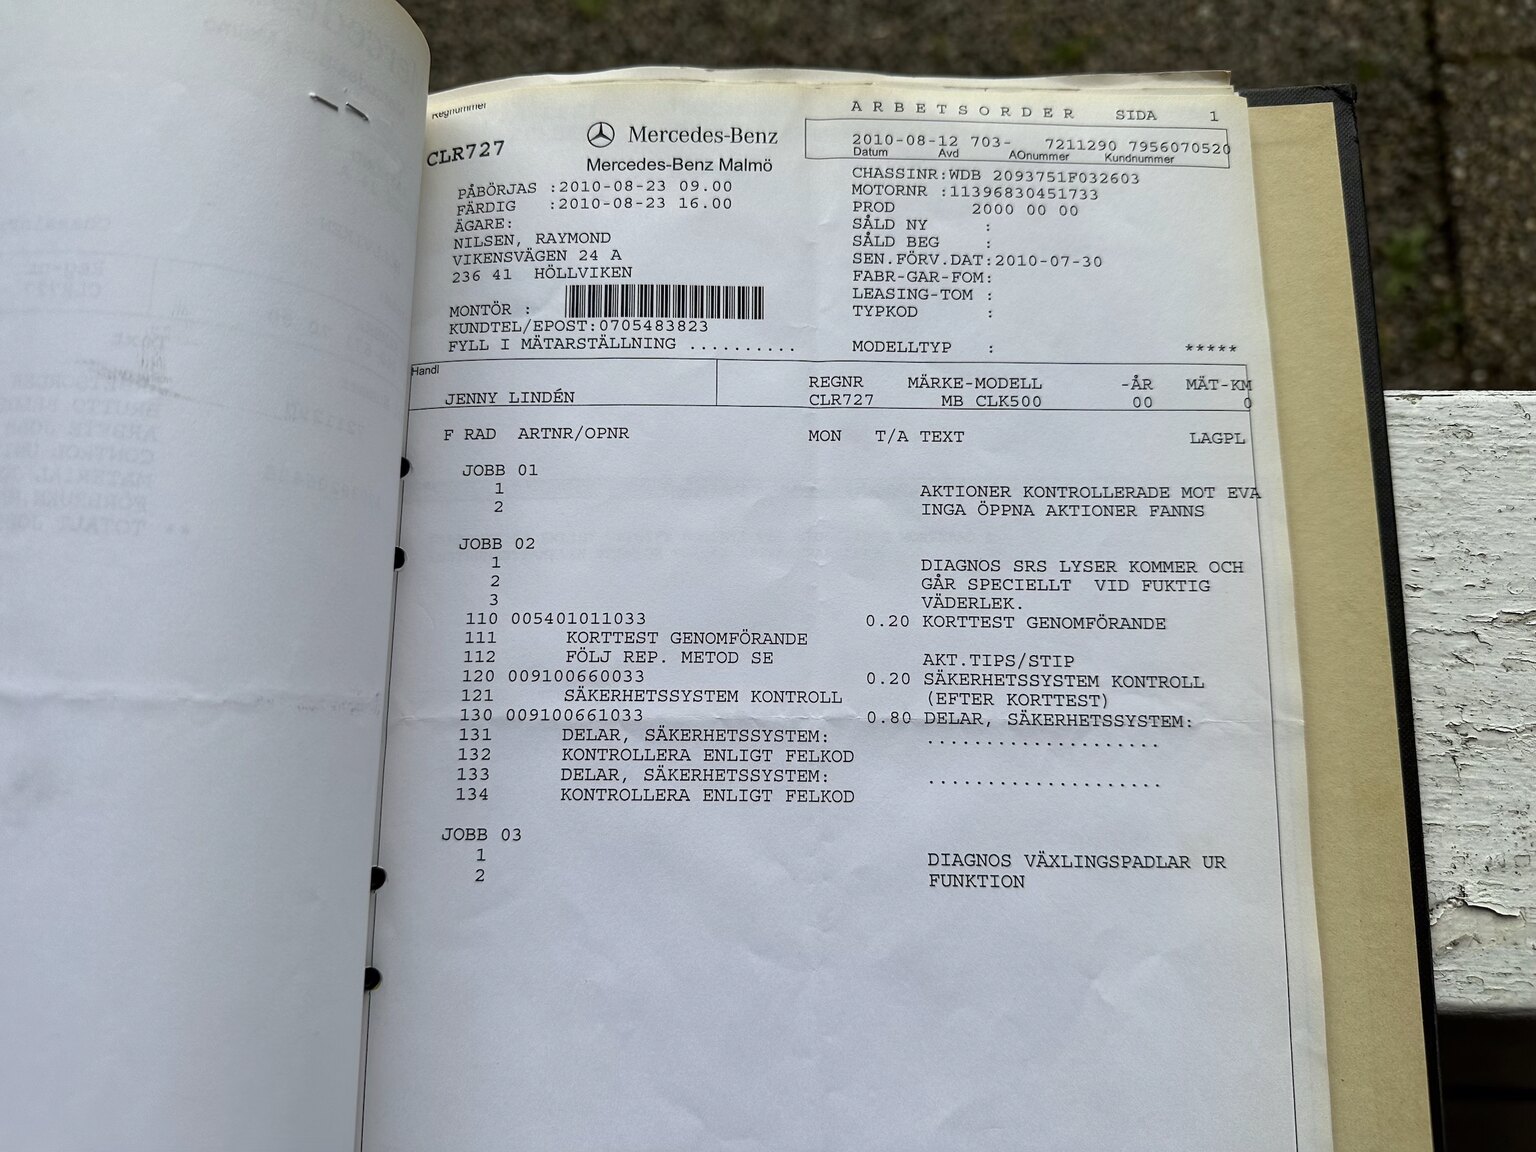 Regnummer
CLR727
Mercedes-Benz
Mercedes-Benz Malmö
ARBETSORDER SIDA 1
2010-08-12 703- 7211290 7956070520
Datum Avd AOnummer Kundnummer
PÅBÖRJAS :2010-08-23 09.00
FÄRDIG :2010-08-23 16.00
ÄGARE:
NILSEN, RAYMOND
VIKENSVÄGEN 24 A
236 41 HÖLLVIKEN
MONTÖR :
KUNDTEL/EPOST:0705483823
FYLL I MÄTARSTÄLLNING ..........
CHASSINR:WDB 2093751F032603
MOTORNR :11396830451733
PROD 2000 00 00
SÅLD NY :
SÅLD BEG :
SEN.FÖRV.DAT:2010-07-30
FABR-GAR-FOM:
LEASING-TOM :
TYPKOD :
MODELLTYP : *****
Handl
JENNY LINDÉN
REGNR MÄRKE-MODELL -ÅR MÄT-KM
CLR727 MB CLK500 00 0
F RAD ARTNR/OPNR MON T/A TEXT LAGPL
JOBB 01
1 AKTIONER KONTROLLERADE MOT EVA
2 INGA ÖPPNA AKTIONER FANNS
JOBB 02
1 DIAGNOS SRS LYSER KOMMER OCH
2 GÅR SPECIELLT VID FUKTIG
3 VÄDERLEK.
110 005401011033 0.20 KORTTEST GENOMFÖRANDE
111 KORTTEST GENOMFÖRANDE
112 FÖLJ REP. METOD SE AKT.TIPS/STIP
120 009100660033 0.20 SÄKERHETSSYSTEM KONTROLL
121 SÄKERHETSSYSTEM KONTROLL (EFTER KORTTEST)
130 009100661033 0.80 DELAR, SÄKERHETSSYSTEM:
131 DELAR, SÄKERHETSSYSTEM: ....................
132 KONTROLLERA ENLIGT FELKOD
133 DELAR, SÄKERHETSSYSTEM: ....................
134 KONTROLLERA ENLIGT FELKOD
JOBB 03
1 DIAGNOS VÄXLINGSPADLAR UR
2 FUNKTION